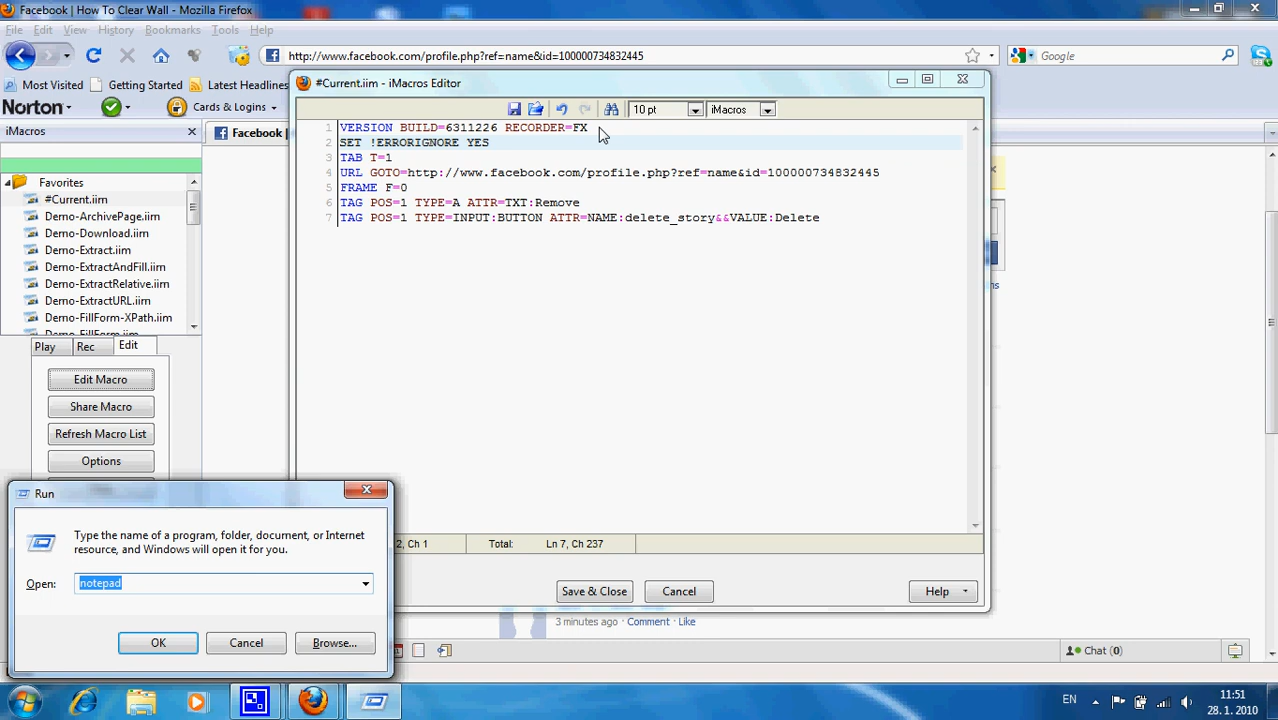 Facebook | How To Clear Wall - Mozilla Firefox
File Edit View History Bookmarks Tools Help
http://www.facebook.com/profile.php?ref=name&id=100000734832445
Google
Most Visited Getting Started Latest Headlines
Norton Cards & Logins
iMacros
Facebook |
Favorites
#Current.iim
Demo-ArchivePage.iim
Demo-Download.iim
Demo-Extract.iim
Demo-ExtractAndFill.iim
Demo-ExtractRelative.iim
Demo-ExtractURL.iim
Demo-FillForm-XPath.iim
Demo-FillForm.iim
Play Rec Edit
Edit Macro
Share Macro
Refresh Macro List
Options
#Current.iim - iMacros Editor
10 pt iMacros
1 VERSION BUILD=6311226 RECORDER=FX
2 SET !ERRORIGNORE YES
3 TAB T=1
4 URL GOTO=http://www.facebook.com/profile.php?ref=name&id=100000734832445
5 FRAME F=0
6 TAG POS=1 TYPE=A ATTR=TXT:Remove
7 TAG POS=1 TYPE=INPUT:BUTTON ATTR=NAME:delete_story&&VALUE:Delete
2, Ch 1 Total: Ln 7, Ch 237
Save & Close Cancel Help
3 minutes ago · Comment · Like
Chat (0)
Run
Type the name of a program, folder, document, or Internet
resource, and Windows will open it for you.
Open: notepad
OK Cancel Browse...
EN
11:51
28. 1. 2010